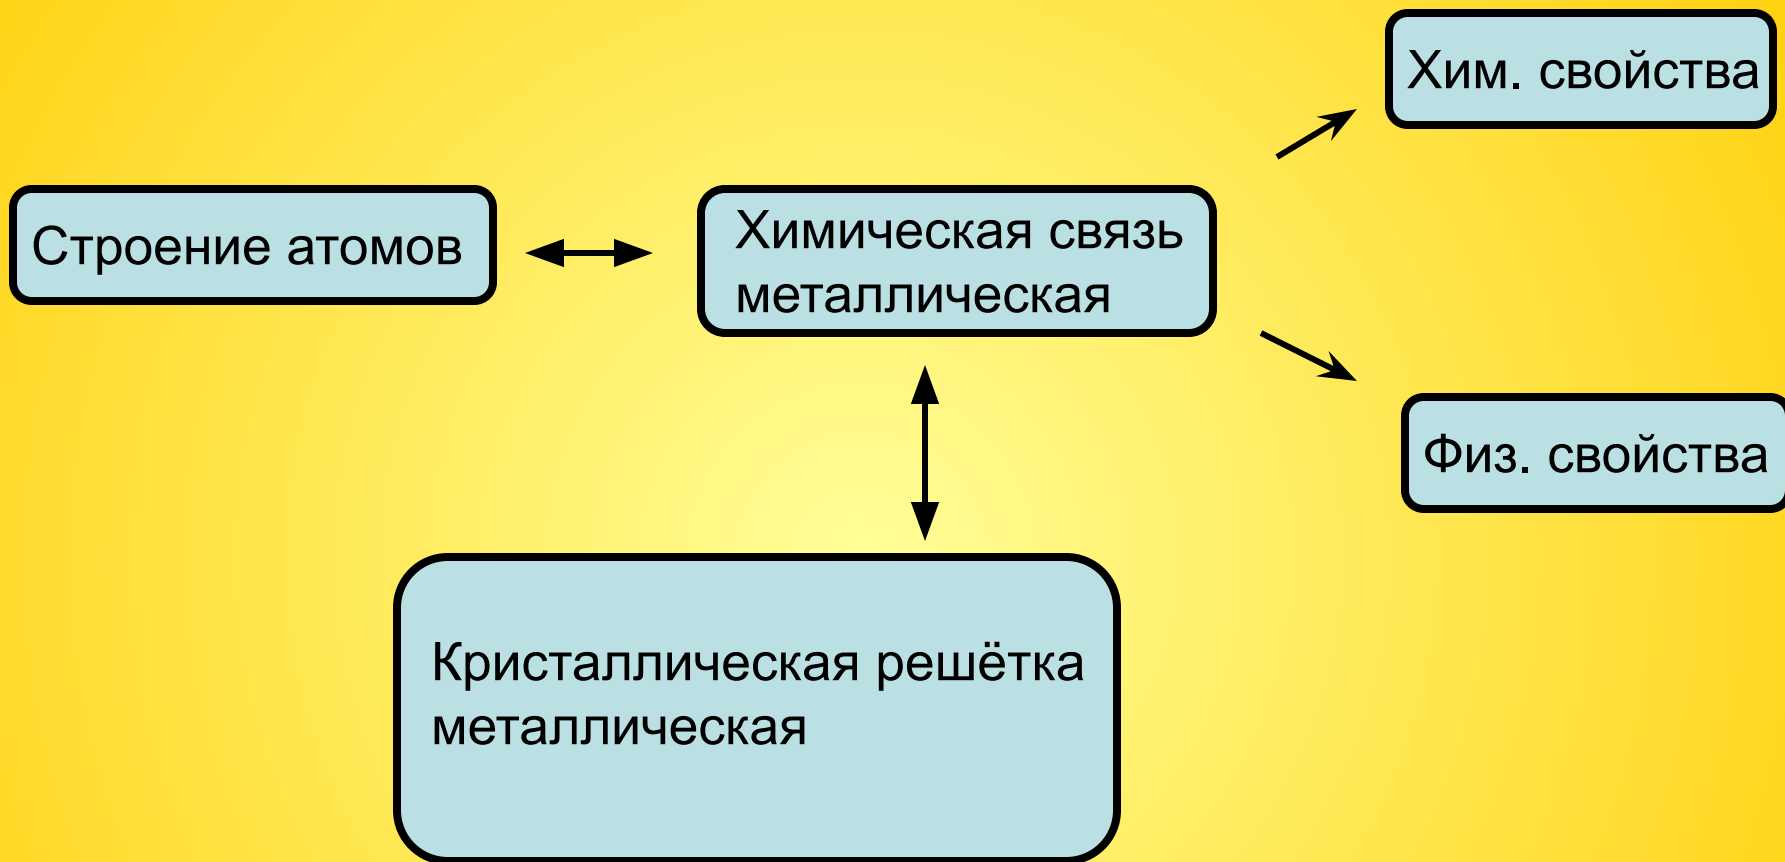 Хим. свойства
Строение атомов
Химическая связь
металлическая
Физ. свойства
Кристаллическая решётка
металлическая